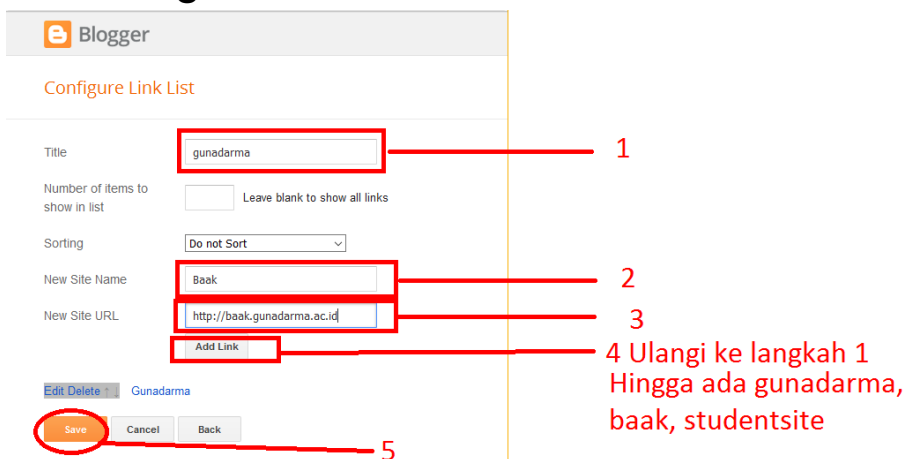 Blogger
Configure Link List
Title
gunadarma
1
Number of items to
show in list
Leave blank to show all links
Sorting
Do not Sort
New Site Name
Baak
2
New Site URL
http://baak.gunadarma.ac.id
3
Add Link
4 Ulangi ke langkah 1
Hingga ada gunadarma,
baak, studentsite
Edit Delete ↑ ↓ Gunadarma
Save Cancel Back
5